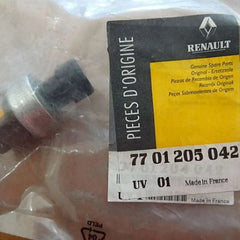 PIÈCES D'ORIGINE
RENAULT
Genuine Spare Parts
Original - Ersatzteile
Piezas de Recambio de Origen
Ricambi Originali
Peças Sobresselentes de Origem
77 01 205 042
UV 01 Made in France
Made in France